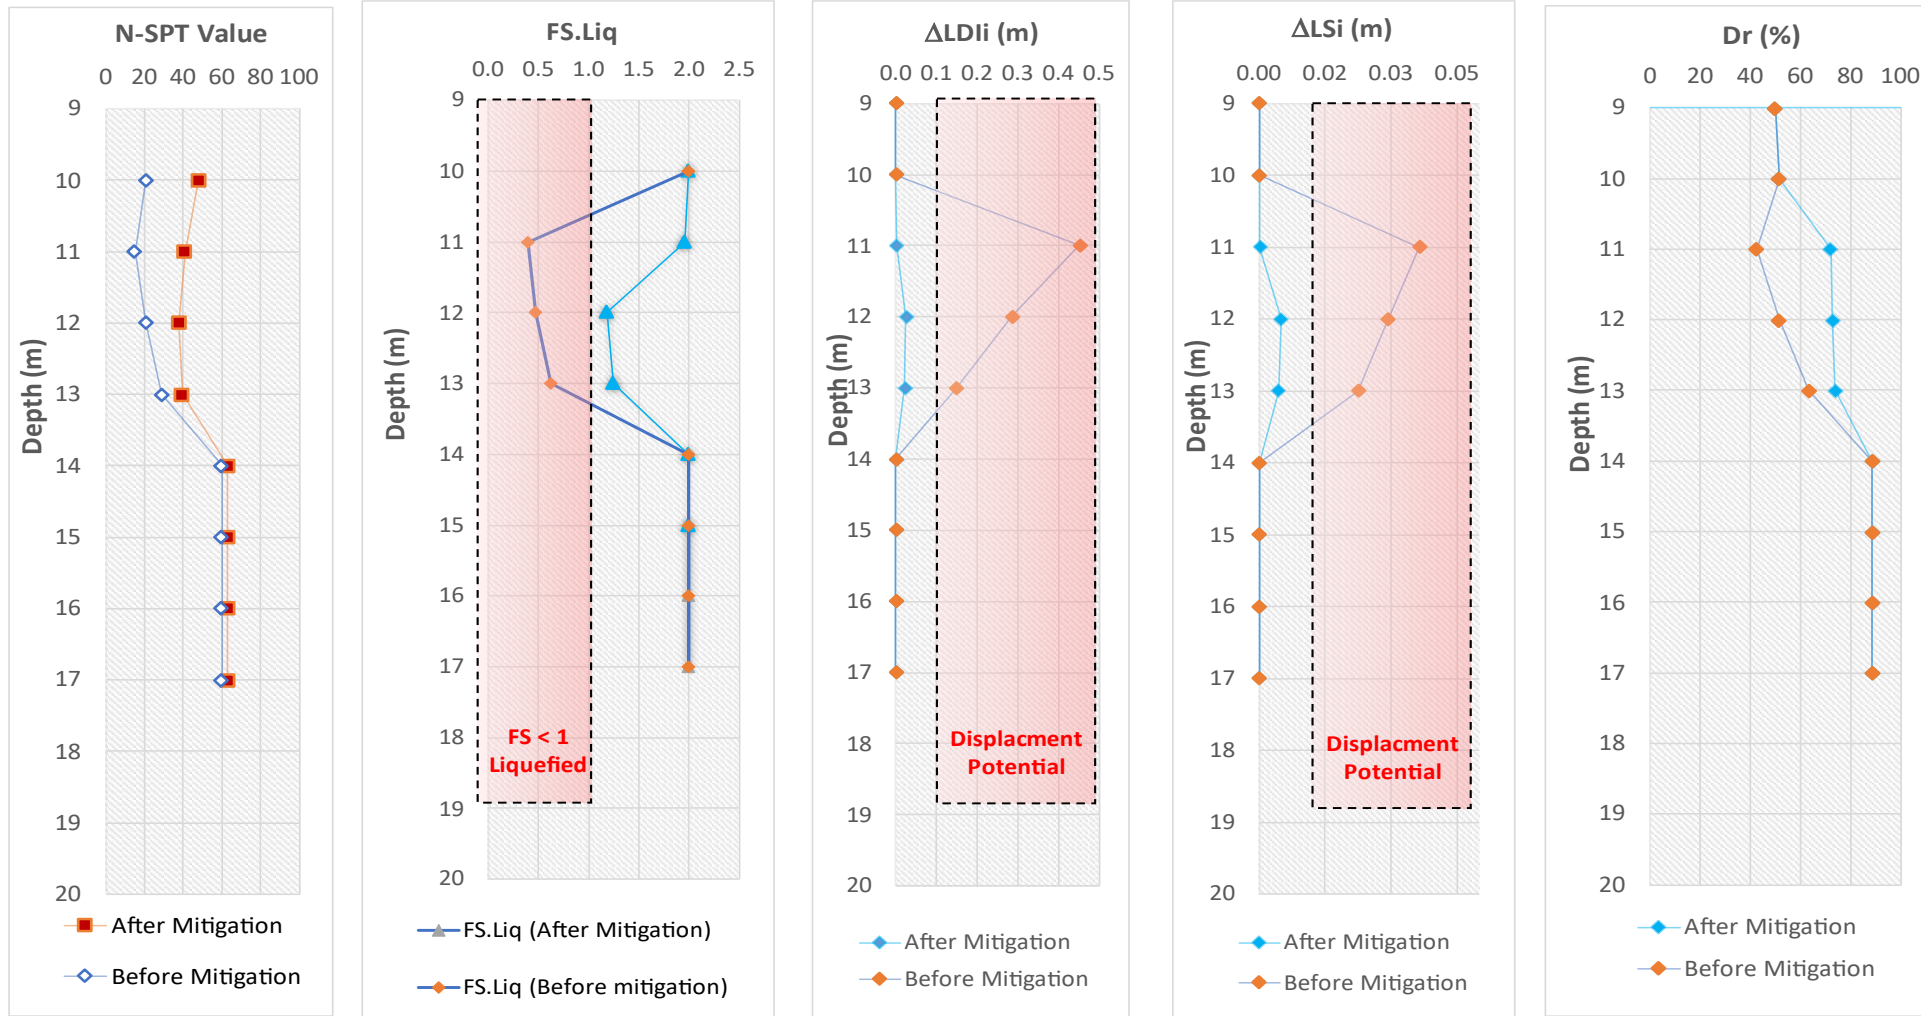 N-SPT Value
0 20 40 60 80 100
9
10
11
12
13
14
15
16
17
18
19
20
Depth (m)
After Mitigation
Before Mitigation
FS.Liq
0.0 0.5 1.0 1.5 2.0 2.5
9
10
11
12
13
14
15
16
17
18
19
20
Depth (m)
FS < 1
Liquefied
FS.Liq (After Mitigation)
FS.Liq (Before mitigation)
ΔLDIi (m)
0.0 0.1 0.2 0.3 0.4 0.5
9
10
11
12
13
14
15
16
17
18
19
20
Depth (m)
Displacment
Potential
After Mitigation
Before Mitigation
ΔLSi (m)
0.00 0.02 0.03 0.05
9
10
11
12
13
14
15
16
17
18
19
20
Depth (m)
Displacment
Potential
After Mitigation
Before Mitigation
Dr (%)
0 20 40 60 80 100
9
10
11
12
13
14
15
16
17
18
19
20
Depth (m)
After Mitigation
Before Mitigation